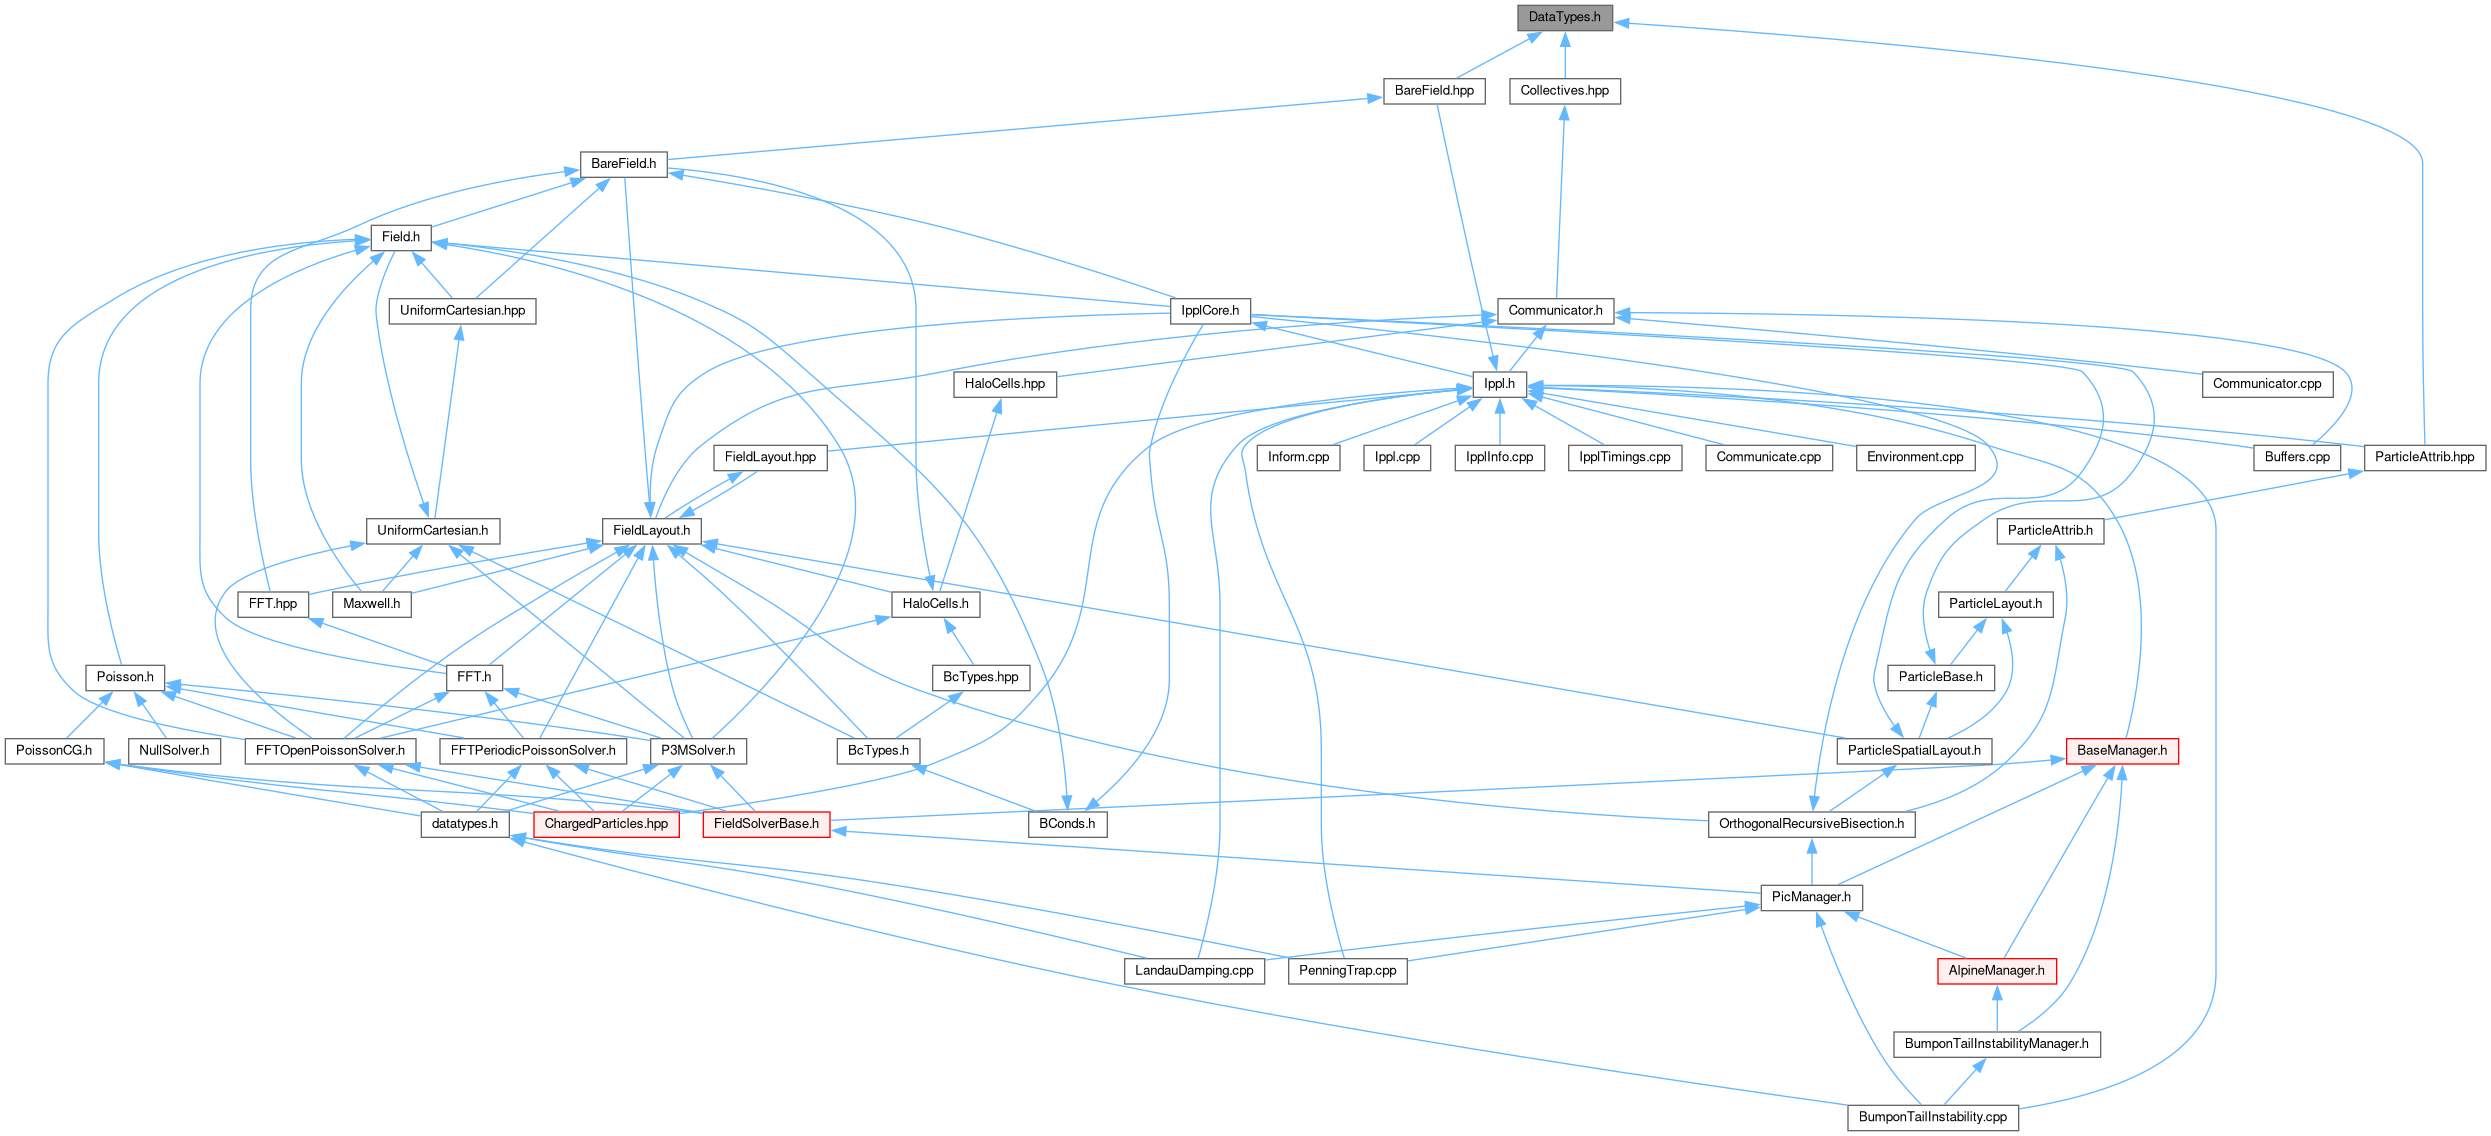 DataTypes.h
BareField.hpp
Collectives.hpp
BareField.h
Field.h
UniformCartesian.hpp
IpplCore.h
Communicator.h
HaloCells.hpp
Ippl.h
Communicator.cpp
FieldLayout.hpp
Inform.cpp
Ippl.cpp
IpplInfo.cpp
IpplTimings.cpp
Communicate.cpp
Environment.cpp
Buffers.cpp
ParticleAttrib.hpp
UniformCartesian.h
FieldLayout.h
ParticleAttrib.h
FFT.hpp
Maxwell.h
HaloCells.h
ParticleLayout.h
Poisson.h
FFT.h
BcTypes.hpp
ParticleBase.h
PoissonCG.h
NullSolver.h
FFTOpenPoissonSolver.h
FFTPeriodicPoissonSolver.h
P3MSolver.h
BcTypes.h
ParticleSpatialLayout.h
BaseManager.h
datatypes.h
ChargedParticles.hpp
FieldSolverBase.h
BConds.h
OrthogonalRecursiveBisection.h
PicManager.h
LandauDamping.cpp
PenningTrap.cpp
AlpineManager.h
BumponTailInstabilityManager.h
BumponTailInstability.cpp